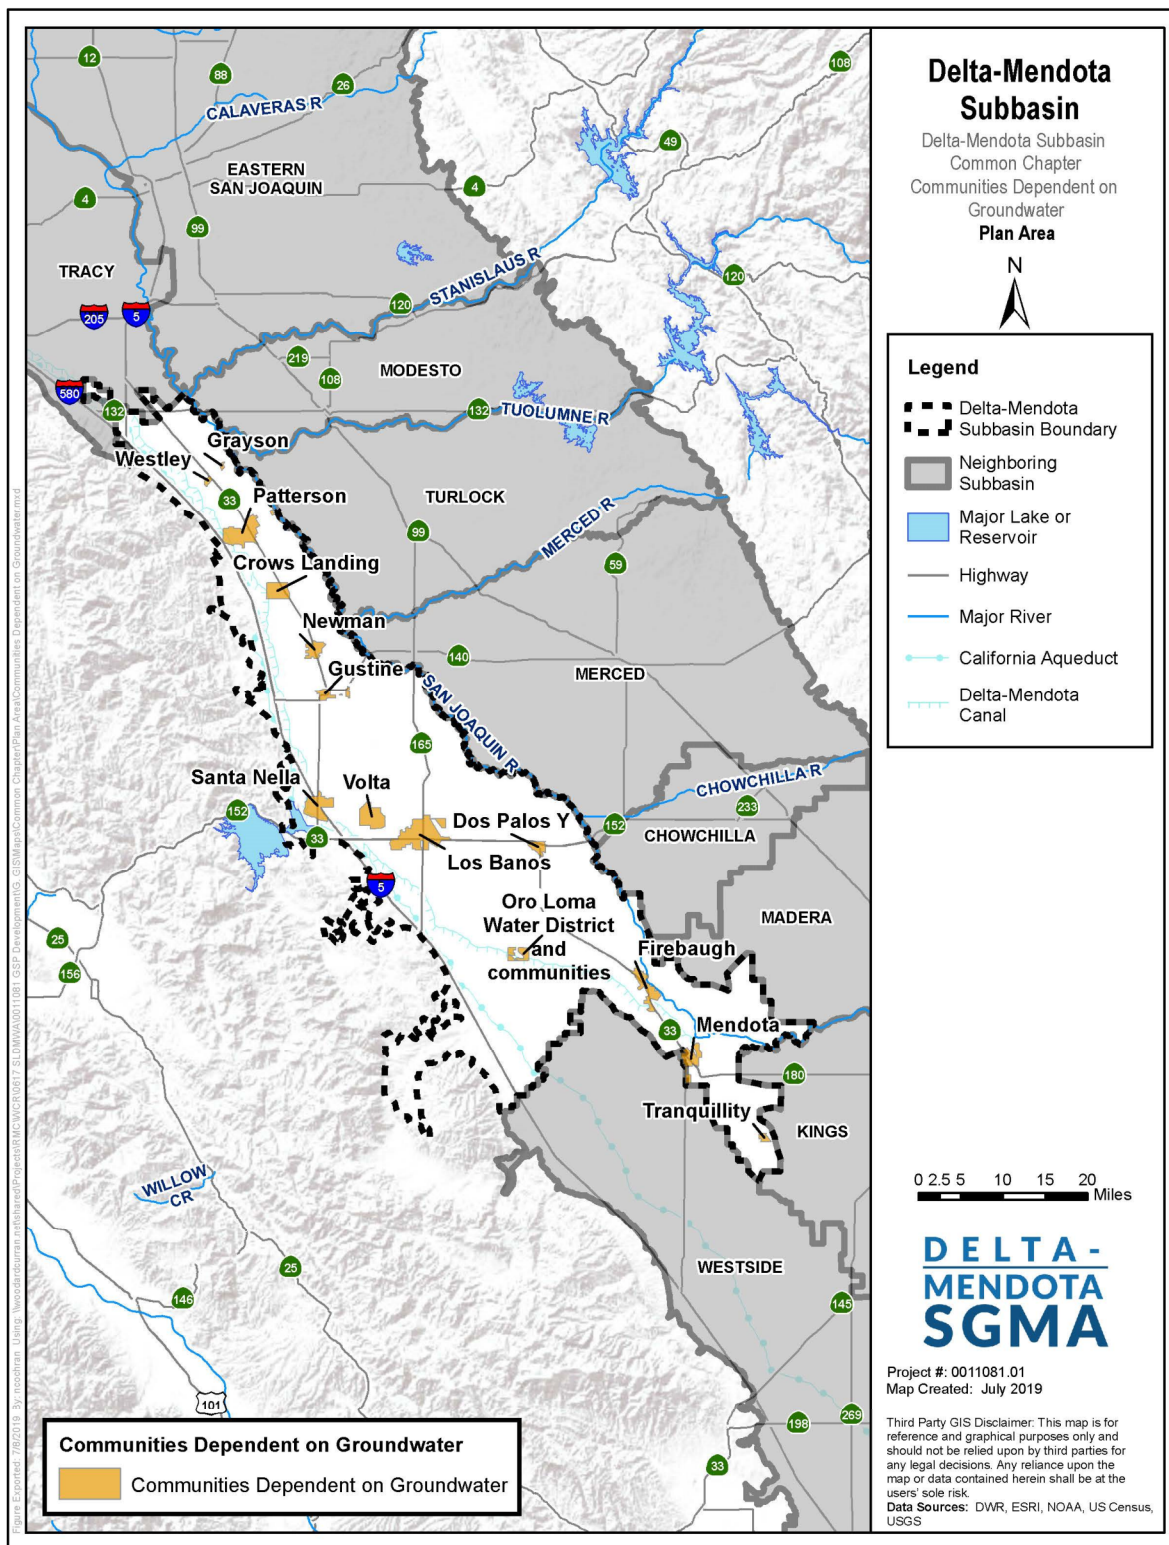 Delta-Mendota
Subbasin
Delta-Mendota Subbasin
Common Chapter
Communities Dependent on
Groundwater
Plan Area
N
Legend
Delta-Mendota
Subbasin Boundary
Neighboring
Subbasin
Major Lake or
Reservoir
Highway
Major River
California Aqueduct
Delta-Mendota
Canal
0 2.5 5 10 15 20
Miles
DELTA-
MENDOTA
SGMA
Project #: 0011081.01
Map Created: July 2019
Third Party GIS Disclaimer: This map is for
reference and graphical purposes only and
should not be relied upon by third parties for
any legal decisions. Any reliance upon the
map or data contained herein shall be at the
users' sole risk.
Data Sources: DWR, ESRI, NOAA, US Census,
USGS
12
88
26
108
CALAVERAS R
49
EASTERN
SAN JOAQUIN
4
4
99
TRACY
STANISLAUS R
120
205
5
120
219
MODESTO
108
580
132
132
TUOLUMNE R
Grayson
Westley
Patterson
33
TURLOCK
99
MERCED R
59
Crows Landing
Newman
140
Gustine
MERCED
SAN JOAQUIN R
165
Santa Nella
Volta
CHOWCHILLA R
233
152
33
Dos Palos Y
152
CHOWCHILLA
Los Banos
5
Oro Loma
Water District
and
communities
MADERA
25
156
Firebaugh
33
Mendota
180
Tranquillity
KINGS
WILLOW
CR
25
WESTSIDE
146
145
101
198
269
33
Communities Dependent on Groundwater
Communities Dependent on Groundwater